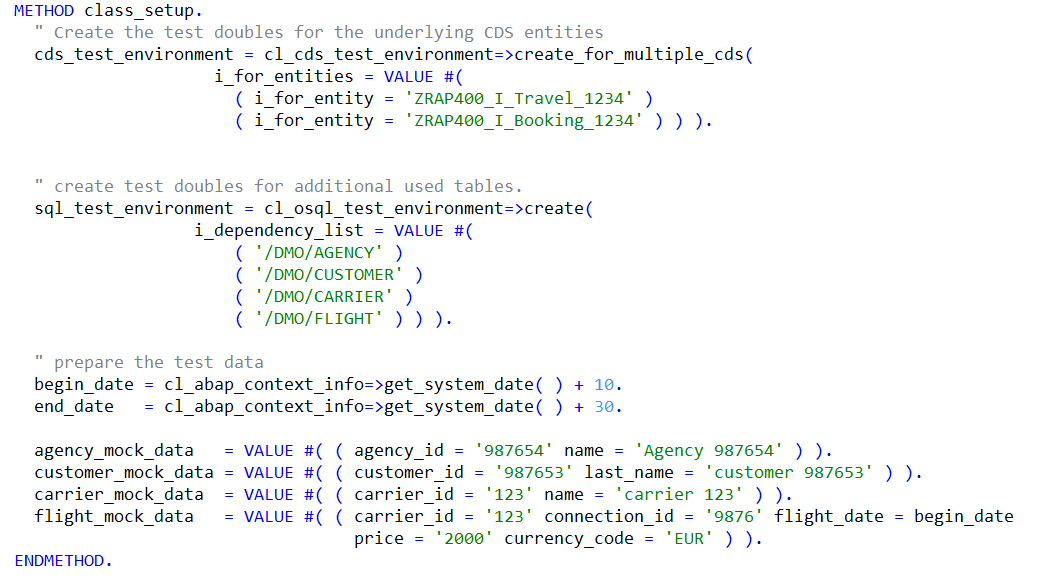 METHOD class_setup.
  " Create the test doubles for the underlying CDS entities
  cds_test_environment = cl_cds_test_environment=>create_for_multiple_cds(
                    i_for_entities = VALUE #(
                      ( i_for_entity = 'ZRAP400_I_Travel_1234' )
                      ( i_for_entity = 'ZRAP400_I_Booking_1234' ) ) ).
  " create test doubles for additional used tables.
  sql_test_environment = cl_osql_test_environment=>create(
                  i_dependency_list = VALUE #(
                      ( '/DMO/AGENCY' )
                      ( '/DMO/CUSTOMER' )
                      ( '/DMO/CARRIER' )
                      ( '/DMO/FLIGHT' ) ) ).
  " prepare the test data
  begin_date = cl_abap_context_info=>get_system_date( ) + 10.
  end_date   = cl_abap_context_info=>get_system_date( ) + 30.
  agency_mock_data   = VALUE #( ( agency_id = '987654' name = 'Agency 987654' ) ).
  customer_mock_data = VALUE #( ( customer_id = '987653' last_name = 'customer 987653' ) ).
  carrier_mock_data  = VALUE #( ( carrier_id = '123' name = 'carrier 123' ) ).
  flight_mock_data   = VALUE #( ( carrier_id = '123' connection_id = '9876' flight_date = begin_date
                                  price = '2000' currency_code = 'EUR' ) ).
ENDMETHOD.